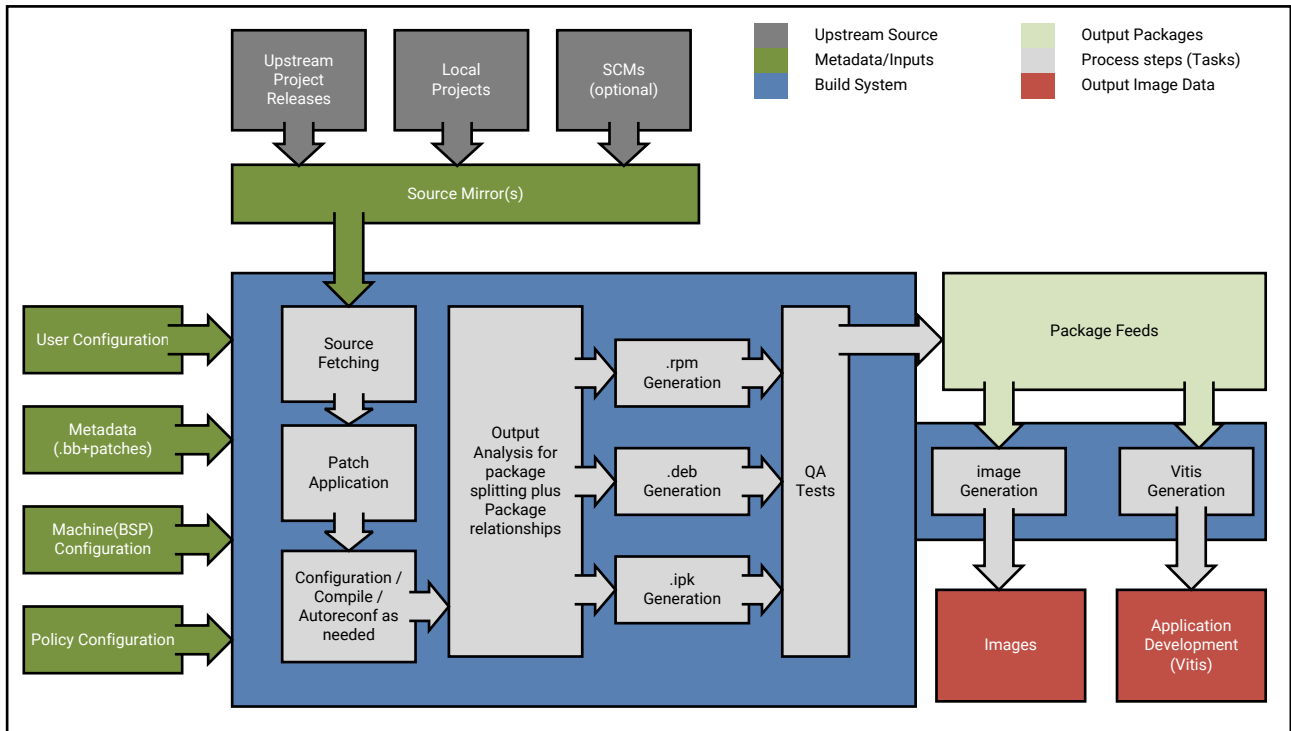 Upstream
Project
Releases
Local
Projects
SCMs
(optional)
Upstream Source
Metadata/Inputs
Build System
Output Packages
Process steps (Tasks)
Output Image Data
Source Mirror(s)
User Configuration
Metadata
(.bb+patches)
Machine(BSP)
Configuration
Policy Configuration
Source
Fetching
Patch
Application
Configuration /
Compile /
Autoreconf as
needed
Output
Analysis for
package
splitting plus
Package
relationships
.rpm
Generation
.deb
Generation
.ipk
Generation
QA
Tests
Package Feeds
image
Generation
Vitis
Generation
Images
Application
Development
(Vitis)